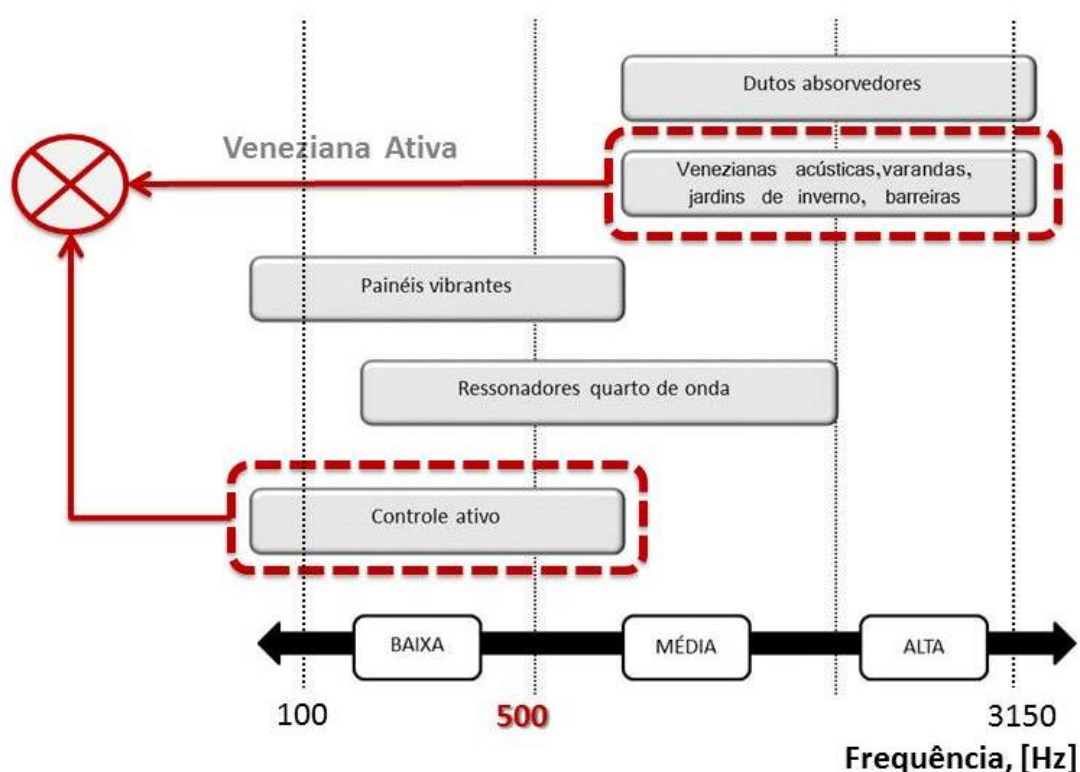 Dutos absorvedores
Veneziana Ativa
Venezianas acústicas,varandas,
jardins de inverno, barreiras
Painéis vibrantes
Ressonadores quarto de onda
Controle ativo
BAIXA
MÉDIA
ALTA
100
500
3150
Frequência, [Hz]